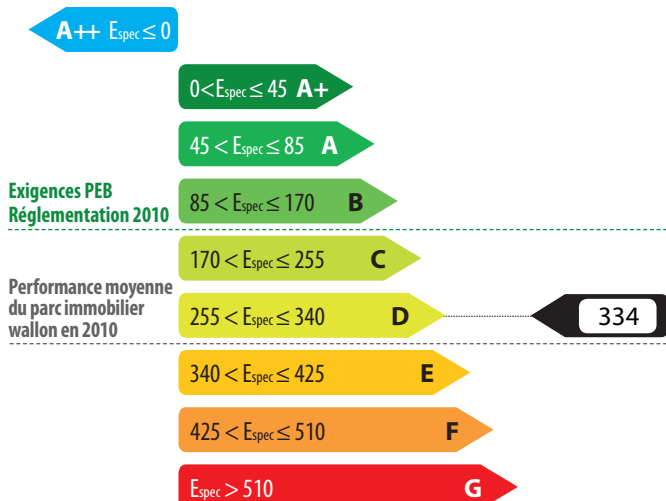 A++ Espec ≤ 0
0 < Espec ≤ 45 A+
45 < Espec ≤ 85 A
Exigences PEB
Réglementation 2010
85 < Espec ≤ 170 B
170 < Espec ≤ 255 C
Performance moyenne
du parc immobilier
wallon en 2010
255 < Espec ≤ 340 D
334
340 < Espec ≤ 425 E
425 < Espec ≤ 510 F
Espec > 510 G